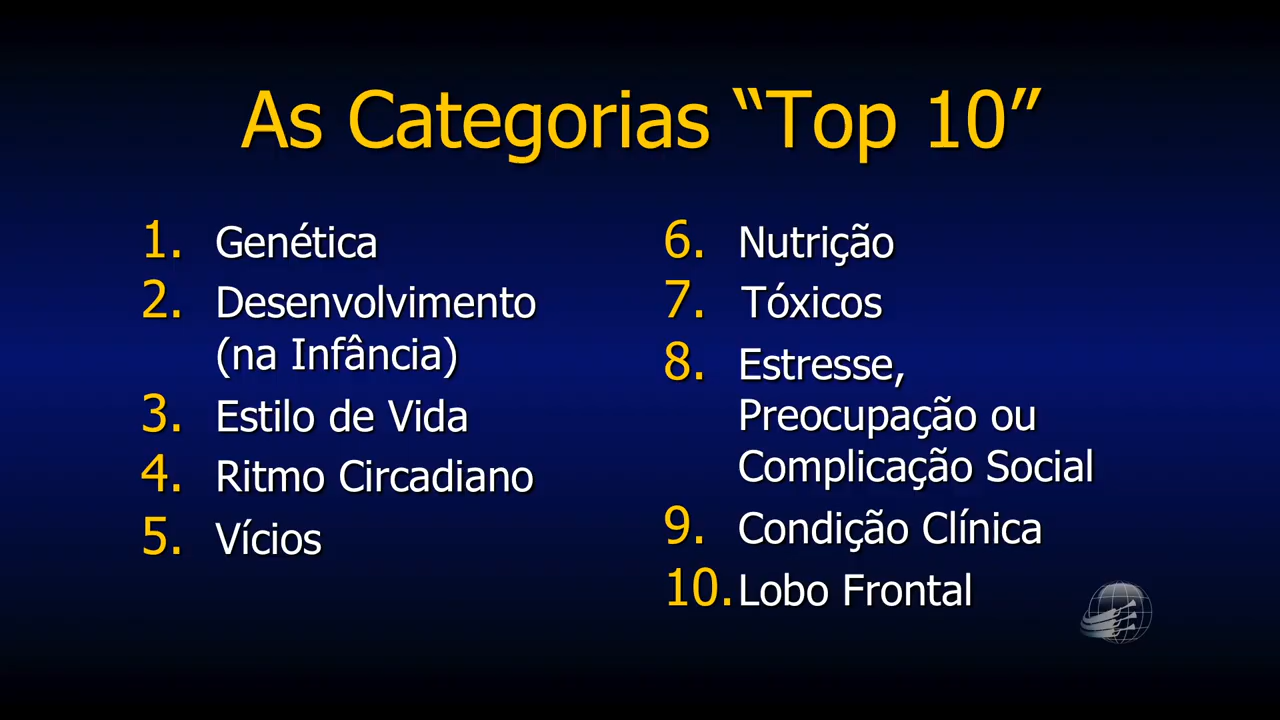 As Categorias “Top 10”
1. Genética
2. Desenvolvimento
(na Infância)
3. Estilo de Vida
4. Ritmo Circadiano
5. Vícios
6. Nutrição
7. Tóxicos
8. Estresse,
Preocupação ou
Complicação Social
9. Condição Clínica
10. Lobo Frontal